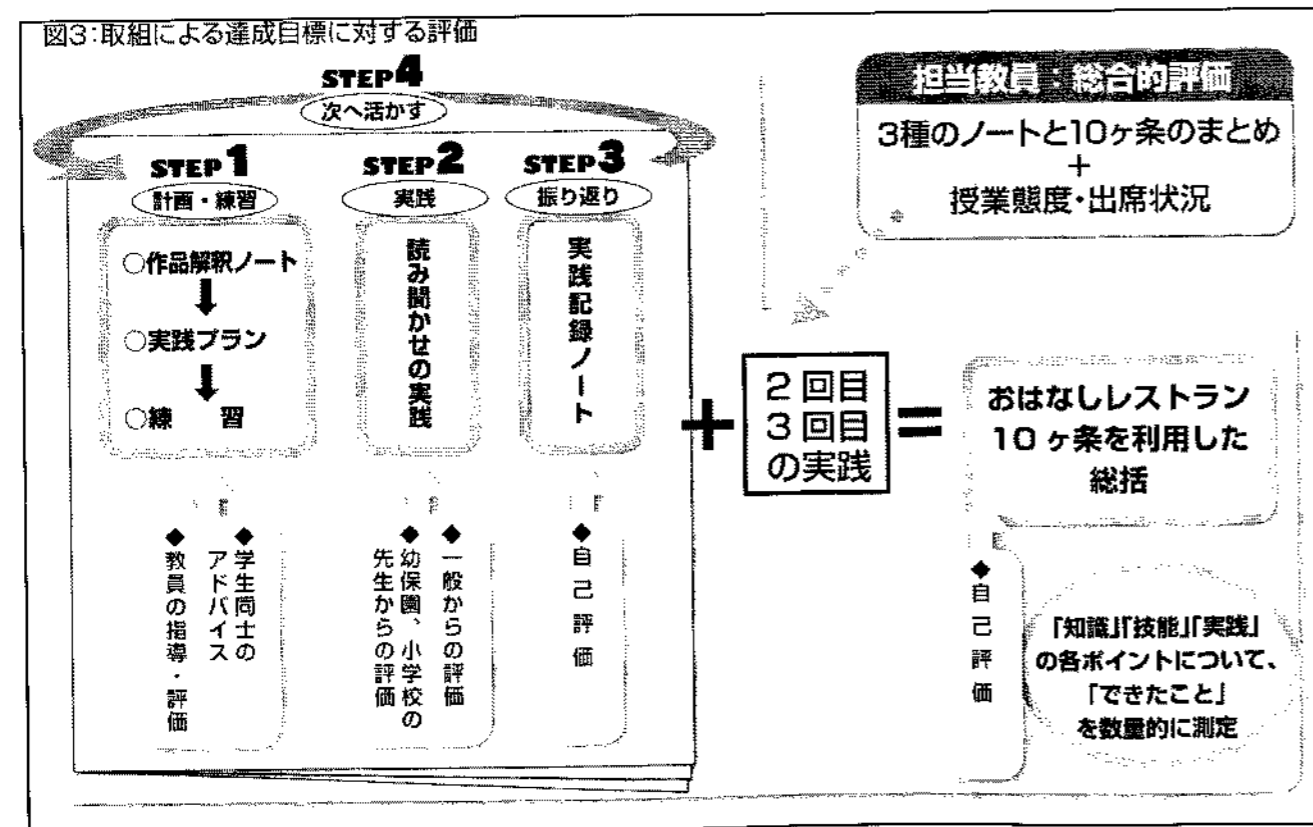 図3:取組による達成目標に対する評価
STEP4
次へ活かす
STEP1
計画・練習
○作品解釈ノート
○実践プラン
○練 習
◆学生同士の
アドバイス
◆教員の指導・評価
STEP2
実践
読み聞かせの実践
◆一般からの評価
◆幼保園、小学校の
先生からの評価
STEP3
振り返り
実践記録ノート
◆自己評価
+
2回目
3回目
の実践
=
担当教員:総合的評価
3種のノートと10ヶ条のまとめ
+
授業態度・出席状況
おはなしレストラン
10ヶ条を利用した
総括
◆自己評価
「知識」「技能」「実践」
の各ポイントについて、
「できたこと」
を数量的に測定